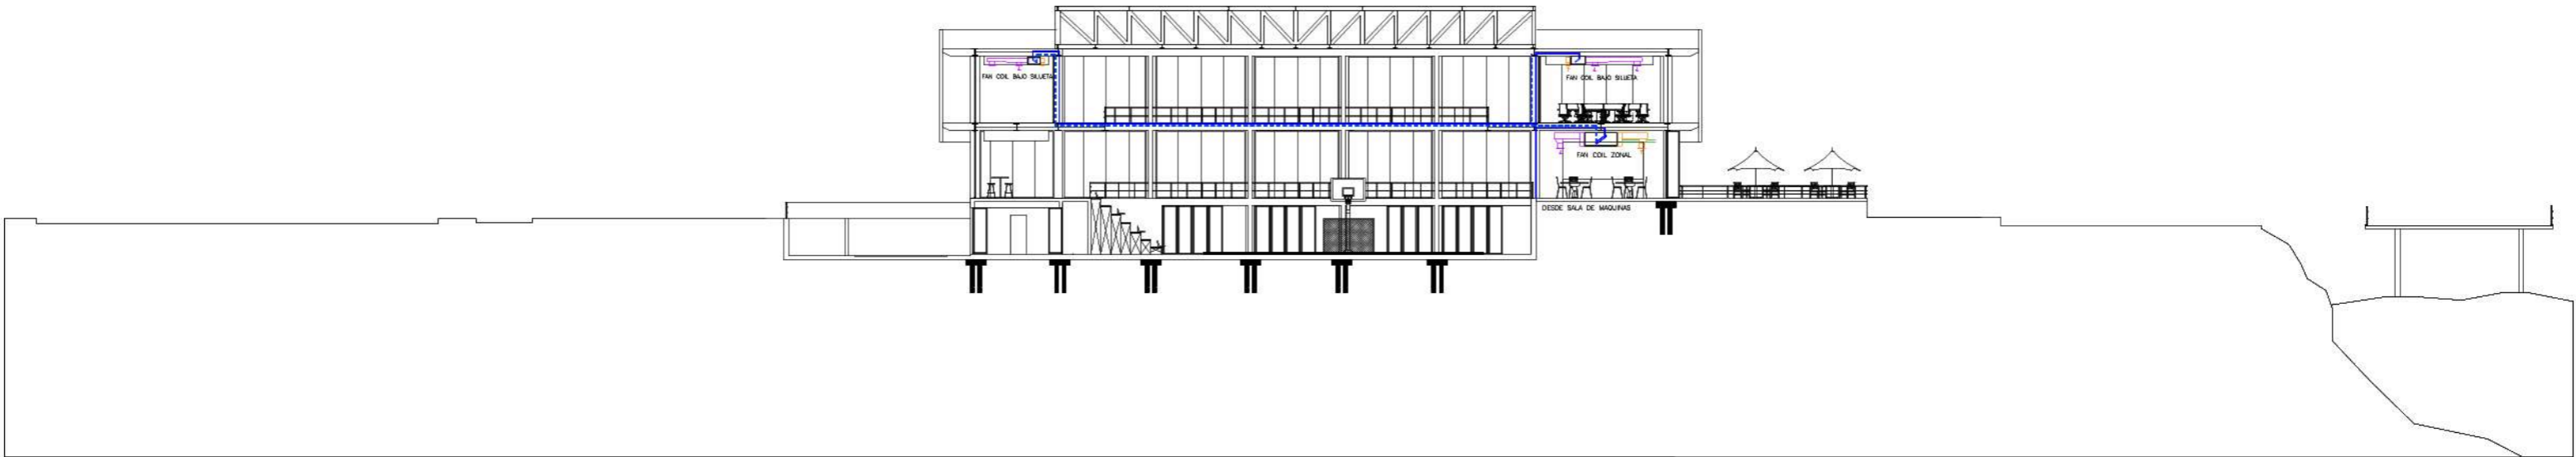 FAN COIL BAJO SILUETA
FAN COIL BAJO SILUETA
FAN COIL ZONAL
DESDE SALA DE MAQUINAS